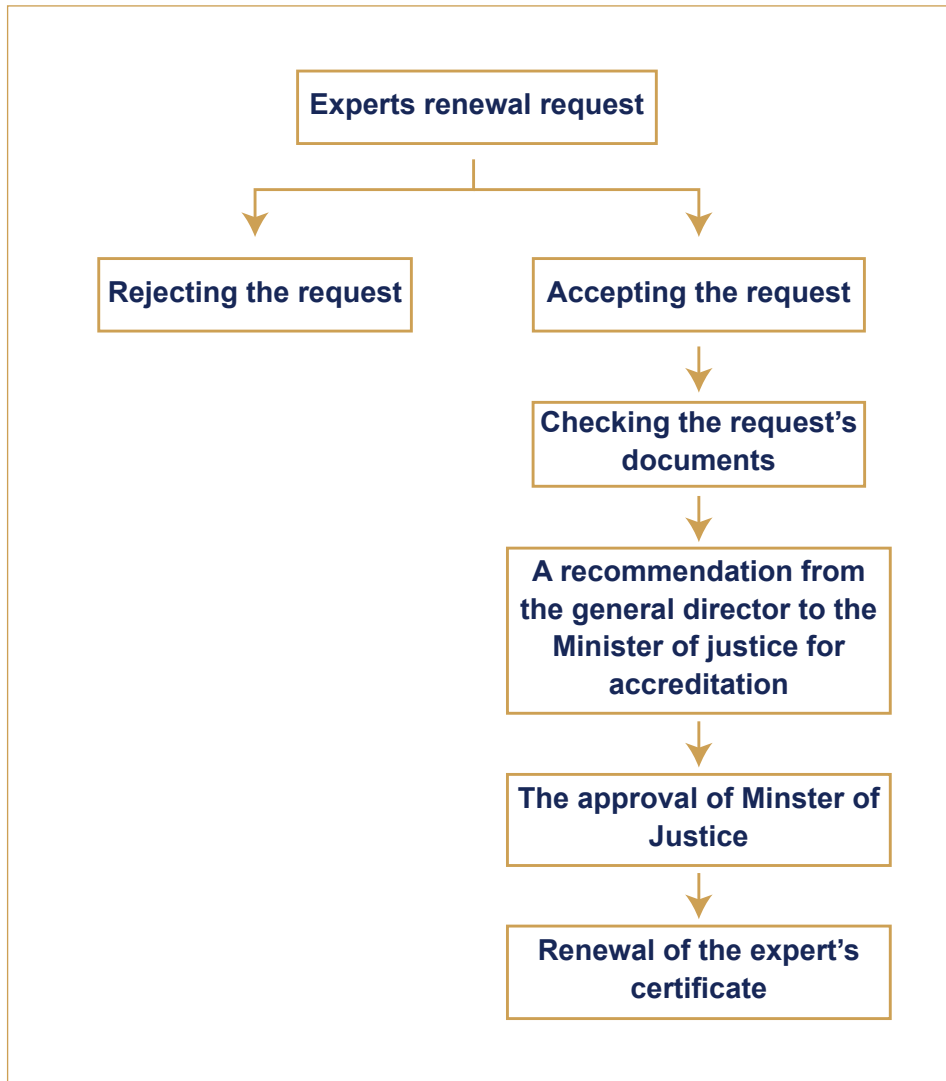 Experts renewal request
Rejecting the request
Accepting the request
Checking the request’s
documents
A recommendation from
the general director to the
Minister of justice for
accreditation
The approval of Minster of
Justice
Renewal of the expert’s
certificate